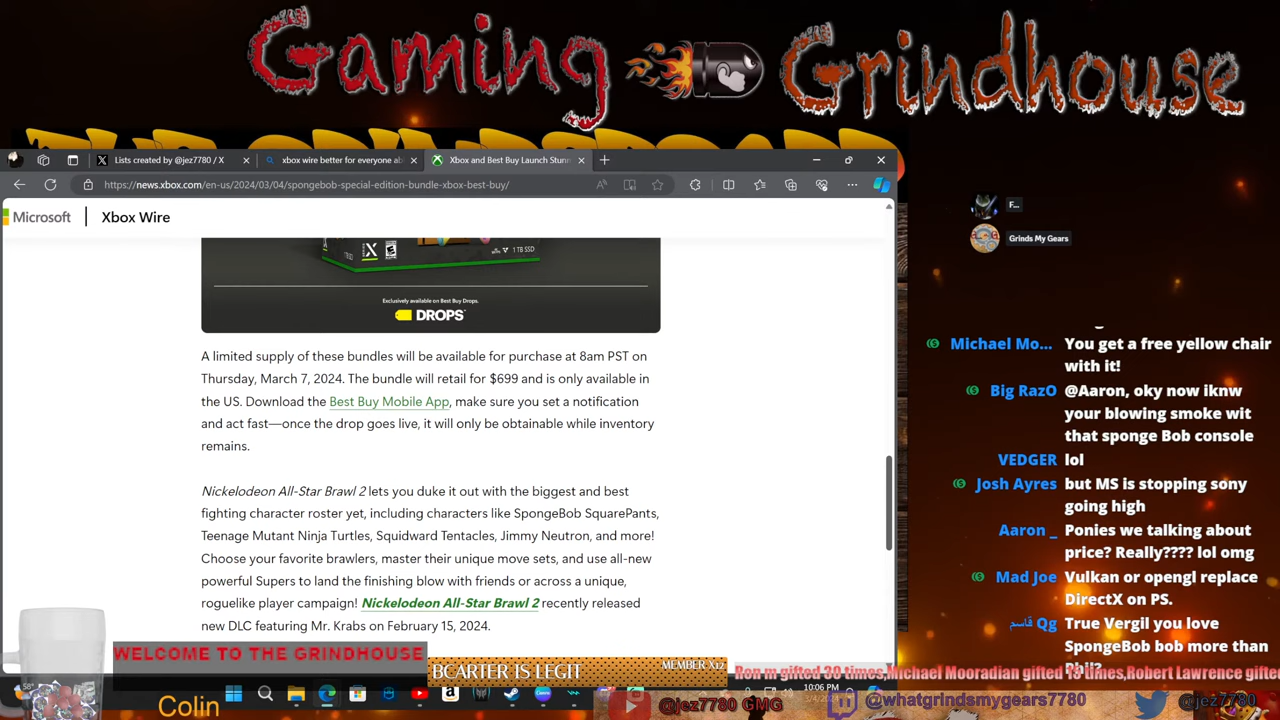 Gaming Grindhouse
Lists created by @jez7780 / X
xbox wire better for everyone ab
Xbox and Best Buy Launch Stunn
https://news.xbox.com/en-us/2024/03/04/spongebob-special-edition-bundle-xbox-best-buy/
Microsoft
Xbox Wire
X
1 TB SSD
Exclusively available on Best Buy Drops.
DROPS
A limited supply of these bundles will be available for purchase at 8am PST on
Thursday, March 7, 2024. The bundle will retail for $699 and is only available in
the US. Download the Best Buy Mobile App, make sure you set a notification
and act fast—once the drop goes live, it will only be obtainable while inventory
remains.
Nickelodeon All-Star Brawl 2 lets you duke it out with the biggest and best
fighting character roster yet, including characters like SpongeBob SquarePants,
Teenage Mutant Ninja Turtles, Squidward Tentacles, Jimmy Neutron, and more!
Choose your favorite brawlers, master their unique move sets, and use all-new
powerful Supers to land the finishing blow with friends or across a unique,
roguelike player campaign! Nickelodeon All-Star Brawl 2 recently released
new DLC featuring Mr. Krabs on February 15, 2024.
F...
Grinds My Gears
Michael Mo... You get a free yellow chair
with it!
Big RazO @Aaron, oky now iknw
your blowing smoke wit
that sponge Bob console
VEDGER lol
Josh Ayres but MS is stopping sony
going high
Aaron _ onies we talking about
price? Really??? lol omg
Mad Joe Vulkan or opengl replace
DirectX on PS.
قاسم Qg True Vergil you love
SpongeBob bob more than
WELCOME TO THE GRINDHOUSE
BCARTER IS LEGIT
MEMBER X12
Ron m gifted 30 times,Michael Mooradian gifted 19 times,Robert Lawrence gifte
58°
10:06 PM
Colin
@jez7780 GMG
@whatgrindsmygears7780
@jez7780